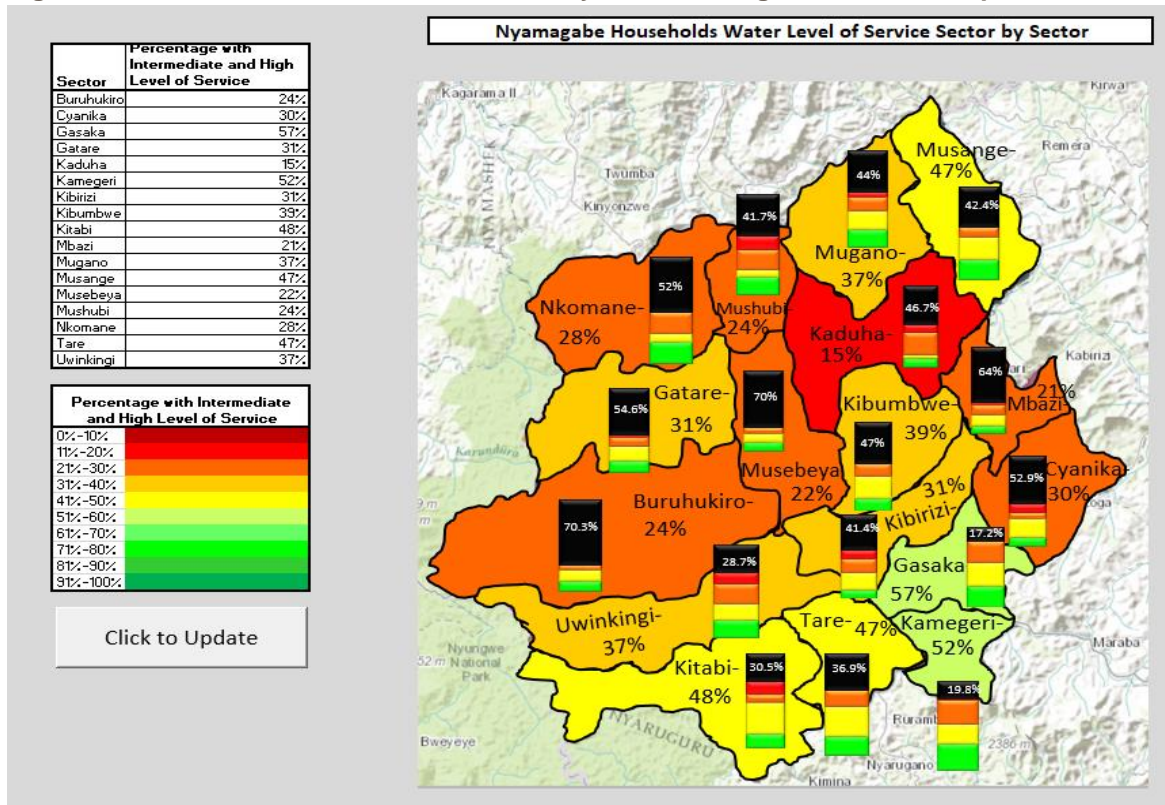 Nyamagabe Households Water Level of Service Sector by Sector
Sector
Percentage with
Intermediate and High
Level of Service
Buruhukiro 24%
Cyanika 30%
Gasaka 57%
Gatare 31%
Kaduha 15%
Kamegeri 52%
Kibirizi 31%
Kibumbwe 39%
Kitabi 48%
Mbazi 21%
Mugano 37%
Musange 47%
Musebeya 22%
Mushubi 24%
Nkomane 28%
Tare 47%
Uwinkingi 37%
Percentage with Intermediate
and High Level of Service
0%-10%
11%-20%
21%-30%
31%-40%
41%-50%
51%-60%
61%-70%
71%-80%
81%-90%
91%-100%
Click to Update
Kagarama II
Kirwa
Musange-
47%
Remera
44%
Twumba
NYAMASHEK
Kinyonzwe
41.7%
42.4%
Mugano-
37%
52%
Nkomane-
28%
Mushubi-
24%
46.7%
Kaduha-
15%
Kabirizi
64%
21%
Mbazi-
Gatare-
31%
54.6%
70%
Kibumbwe-
39%
47%
Karundura
Musebeya
22%
Cyanika-
30%
52.9%
Buruhukiro-
24%
70.3%
31%
Kibirizi-
41.4%
17.2%
Gasaka
57%
28.7%
Uwinkingi-
37%
Tare-47%
Kamegeri-
52%
Maraba
Nyungwe
National
Park
Kitabi-
48%
30.5%
36.9%
19.8%
NYARUGURU
2386 m
Bweyeye
Nyarugano
Kimina